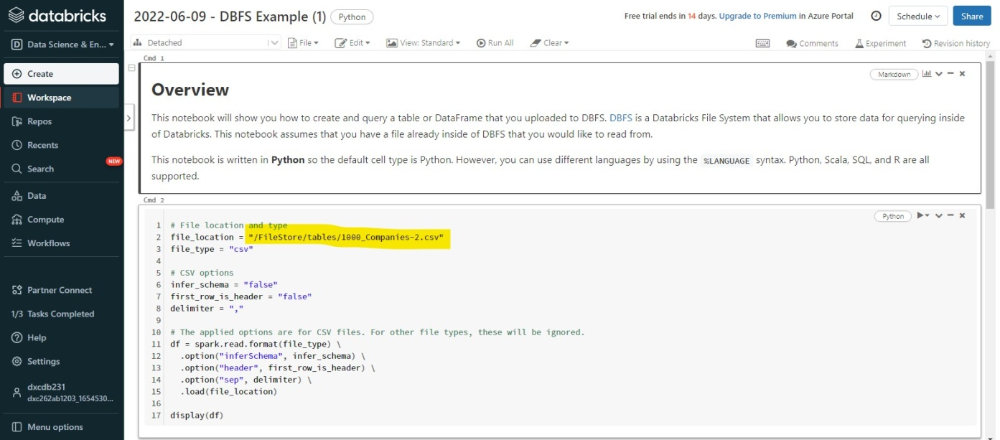 databricks
2022-06-09 - DBFS Example (1) Python
Free trial ends in 14 days. Upgrade to Premium in Azure Portal
Schedule
Share
Data Science & En...
Create
Workspace
Repos
Recents
Search
NEW
Data
Compute
Workflows
Partner Connect
1/3 Tasks Completed
Help
Settings
dxcdb231
dxc262ab1203_1654530...
Menu options
Detached
File
Edit
View: Standard
Run All
Clear
Comments
Experiment
Revision history
Cmd 1
Markdown
Overview
This notebook will show you how to create and query a table or DataFrame that you uploaded to DBFS. DBFS is a Databricks File System that allows you to store data for querying inside
of Databricks. This notebook assumes that you have a file already inside of DBFS that you would like to read from.
This notebook is written in Python so the default cell type is Python. However, you can use different languages by using the %LANGUAGE syntax. Python, Scala, SQL, and R are all
supported.
Cmd 2
Python
1 # File location and type
2 file_location = "/FileStore/tables/1000_Companies-2.csv"
3 file_type = "csv"
4
5 # CSV options
6 infer_schema = "false"
7 first_row_is_header = "false"
8 delimiter = ","
9
10 # The applied options are for CSV files. For other file types, these will be ignored.
11 df = spark.read.format(file_type) \
12 .option("inferSchema", infer_schema) \
13 .option("header", first_row_is_header) \
14 .option("sep", delimiter) \
15 .load(file_location)
16
17 display(df)